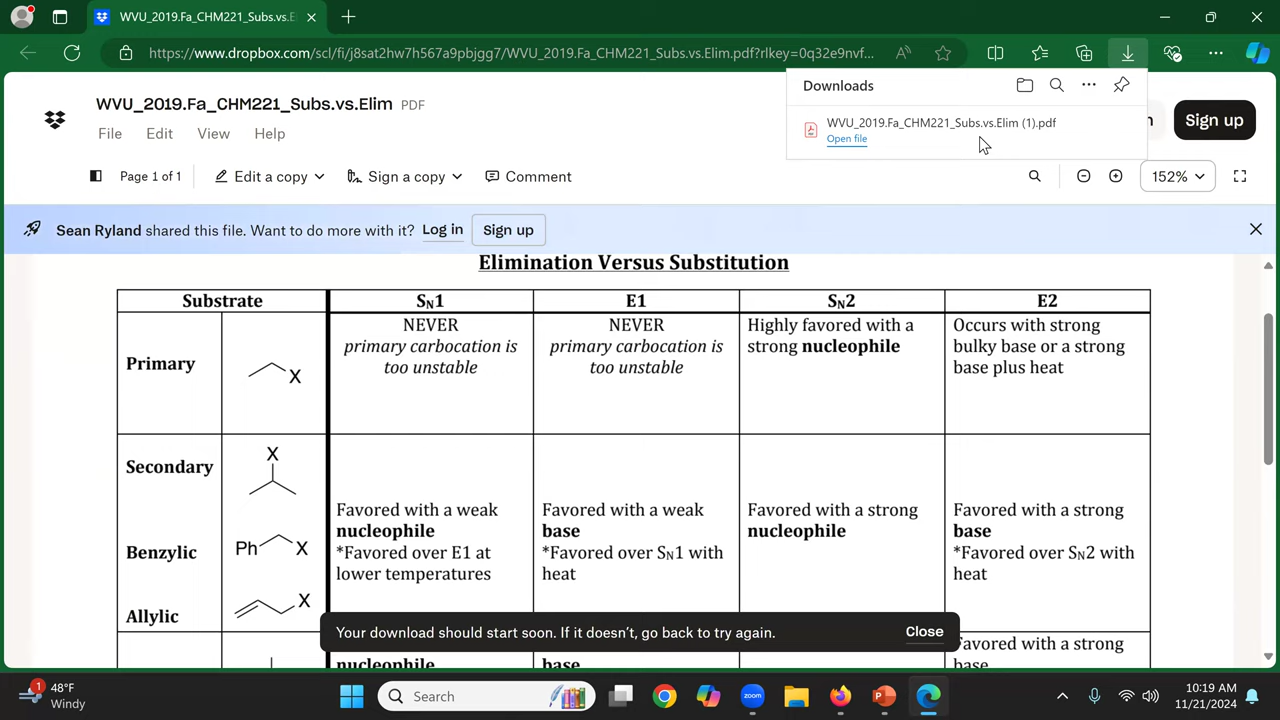 WVU_2019.Fa_CHM221_Subs.vs.E
https://www.dropbox.com/scl/fi/j8sat2hw7h567a9pbjgg7/WVU_2019.Fa_CHM221_Subs.vs.Elim.pdf?rlkey=0q32e9nvf...
WVU_2019.Fa_CHM221_Subs.vs.Elim PDF
File Edit View Help
Downloads
WVU_2019.Fa_CHM221_Subs.vs.Elim (1).pdf
Open file
Sign up
Page 1 of 1
Edit a copy
Sign a copy
Comment
152%
Sean Ryland shared this file. Want to do more with it? Log in Sign up
Elimination Versus Substitution
Substrate SN1 E1 SN2 E2
Primary
X
NEVER
primary carbocation is
too unstable
NEVER
primary carbocation is
too unstable
Highly favored with a
strong nucleophile
Occurs with strong
bulky base or a strong
base plus heat
Secondary
X
Benzylic
Ph X
Allylic
X
Favored with a weak
nucleophile
*Favored over E1 at
lower temperatures
Favored with a weak
base
*Favored over SN1 with
heat
Favored with a strong
nucleophile
Favored with a strong
base
*Favored over SN2 with
heat
nucleophile
base
Favored with a strong
base
Your download should start soon. If it doesn't, go back to try again.
Close
1
48°F
Windy
Search
zoom
10:19 AM
11/21/2024